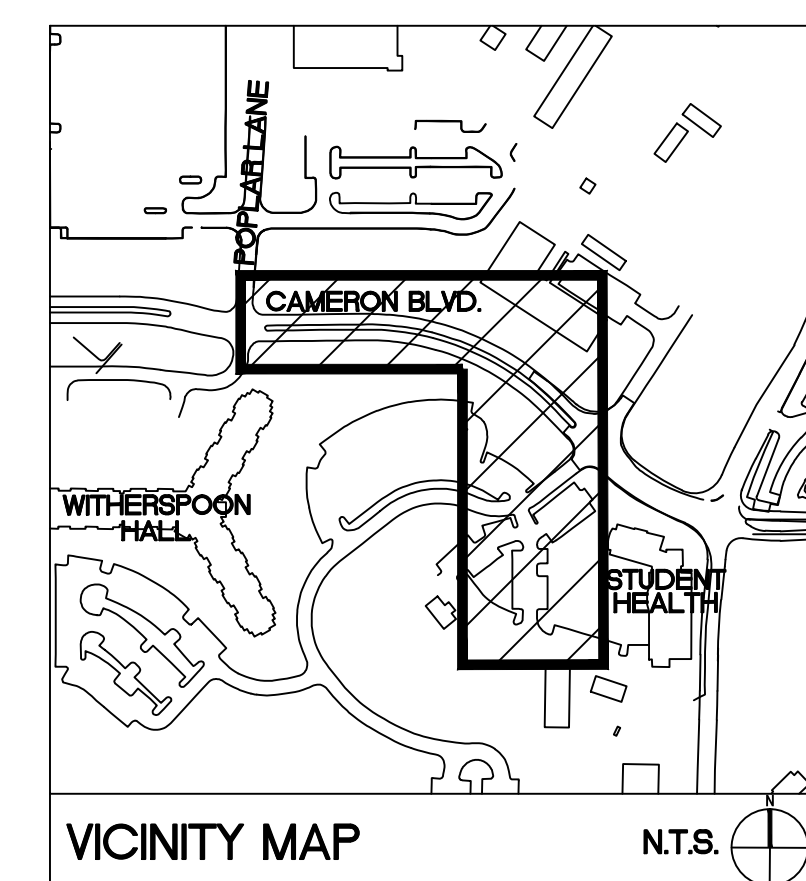 POPLAR LANE
CAMERON BLVD.
WITHERSPOON
HALL
STUDENT
HEALTH
VICINITY MAP
N.T.S.
N